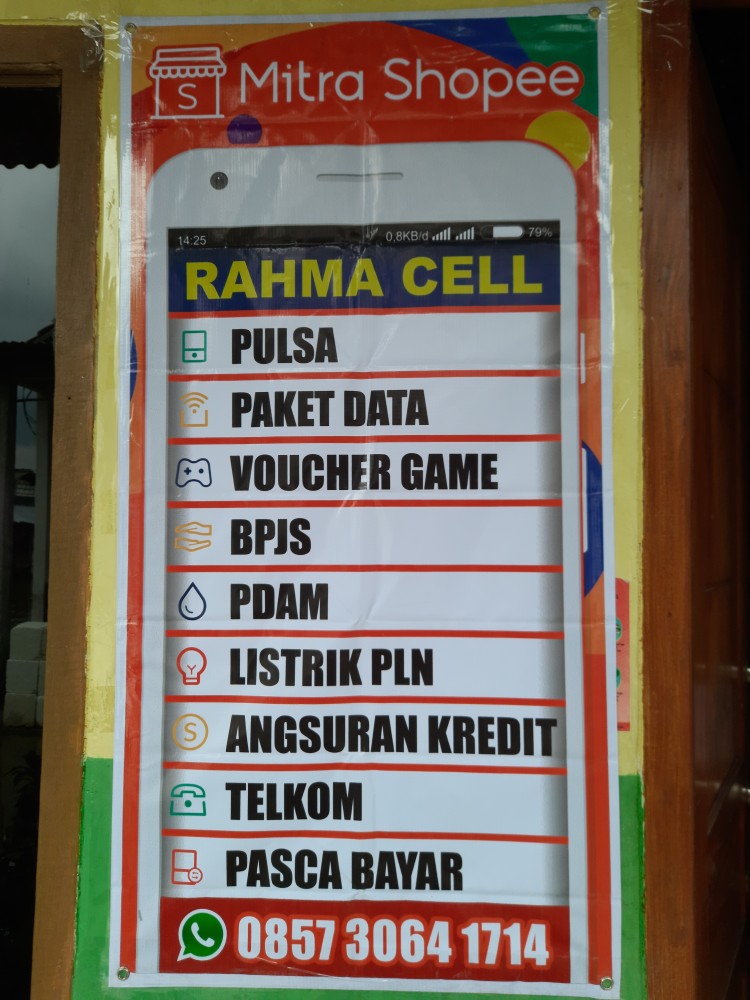 S Mitra Shopee
14:25 0,8KB/d 79%
RAHMA CELL
PULSA
PAKET DATA
VOUCHER GAME
BPJS
PDAM
LISTRIK PLN
S ANGSURAN KREDIT
TELKOM
PASCA BAYAR
0857 3064 1714